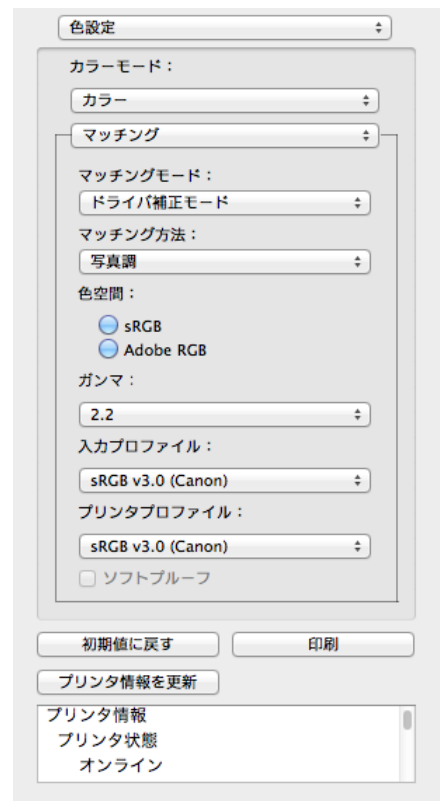 色設定
カラーモード：
カラー
マッチング
マッチングモード：
ドライバ補正モード
マッチング方法：
写真調
色空間：
sRGB
Adobe RGB
ガンマ：
2.2
入力プロファイル：
sRGB v3.0 (Canon)
プリンタプロファイル：
sRGB v3.0 (Canon)
ソフトプルーフ
初期値に戻す 印刷
プリンタ情報を更新
プリンタ情報
プリンタ状態
オンライン